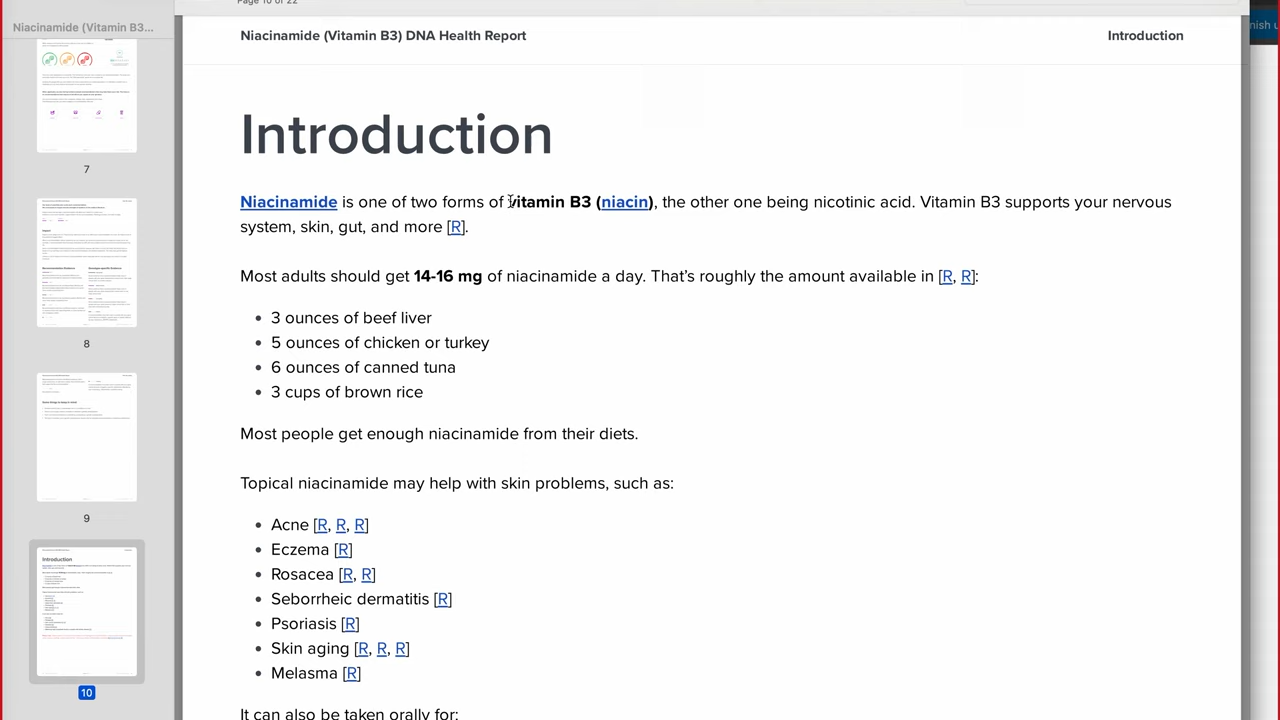 Page 10 of 22
Niacinamide (Vitamin B3...
nish u
Niacinamide (Vitamin B3) DNA Health Report
Introduction
Introduction
Niacinamide is one of two forms of vitamin B3 (niacin), the other one being nicotinic acid. Vitamin B3 supports your nervous
system, skin, gut, and more [R].
Most adults need get 14-16 mg of niacinamide a day. That's roughly the amount available in [R, R]:
• 3 ounces of beef liver
• 5 ounces of chicken or turkey
• 6 ounces of canned tuna
• 3 cups of brown rice
Most people get enough niacinamide from their diets.
Topical niacinamide may help with skin problems, such as:
• Acne [R, R, R]
• Eczema [R]
• Rosacea [R, R]
• Seborrheic dermatitis [R]
• Psoriasis [R]
• Skin aging [R, R, R]
• Melasma [R]
It can also be taken orally for:
7
8
9
Introduction
10